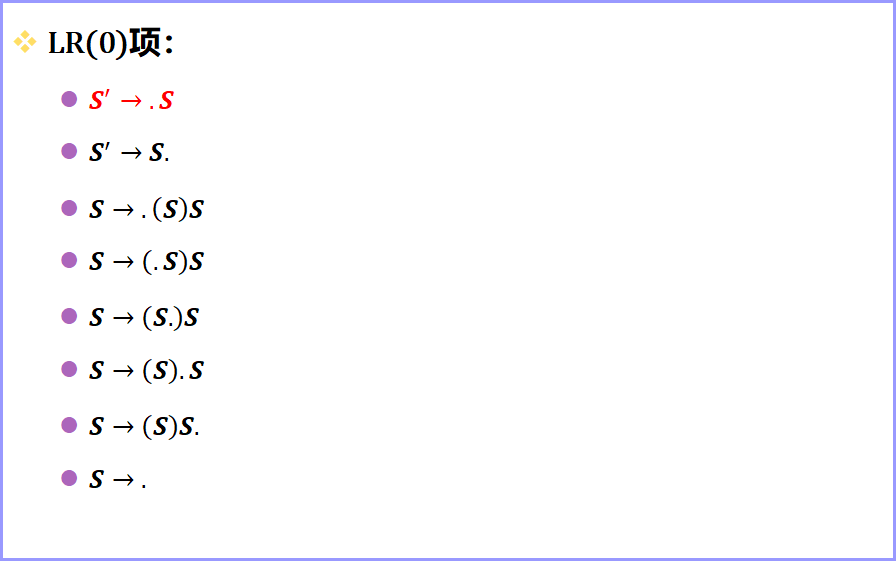 LR(0)项：
S′ → . S
S′ → S.
S → . (S)S
S → (. S)S
S → (S.)S
S → (S). S
S → (S)S.
S → .